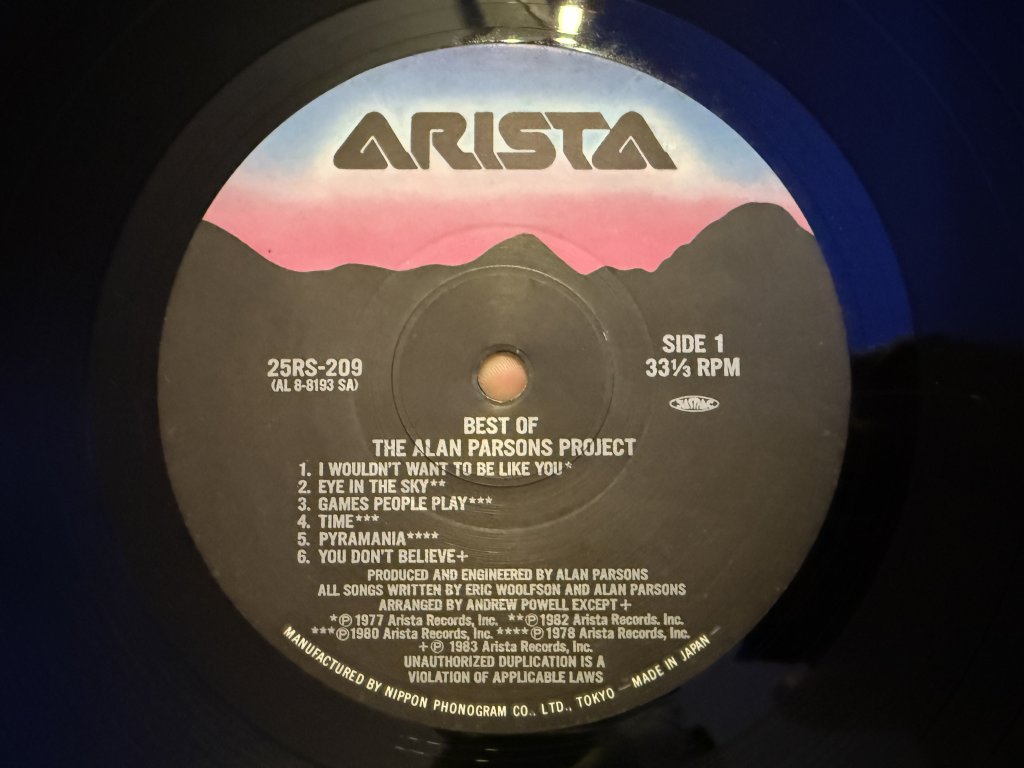 ARISTA
25RS-209
(AL 8-8193 SA)
SIDE 1
33⅓ RPM
JASRAC
BEST OF
THE ALAN PARSONS PROJECT
1. I WOULDN'T WANT TO BE LIKE YOU*
2. EYE IN THE SKY**
3. GAMES PEOPLE PLAY***
4. TIME***
5. PYRAMANIA****
6. YOU DON'T BELIEVE+
PRODUCED AND ENGINEERED BY ALAN PARSONS
ALL SONGS WRITTEN BY ERIC WOOLFSON AND ALAN PARSONS
ARRANGED BY ANDREW POWELL EXCEPT +
*℗ 1977 Arista Records, Inc. **℗ 1982 Arista Records. Inc.
***℗ 1980 Arista Records, Inc. ****℗ 1978 Arista Records, Inc.
+℗ 1983 Arista Records, Inc.
UNAUTHORIZED DUPLICATION IS A
VIOLATION OF APPLICABLE LAWS
MANUFACTURED BY NIPPON PHONOGRAM CO., LTD., TOKYO — MADE IN JAPAN —